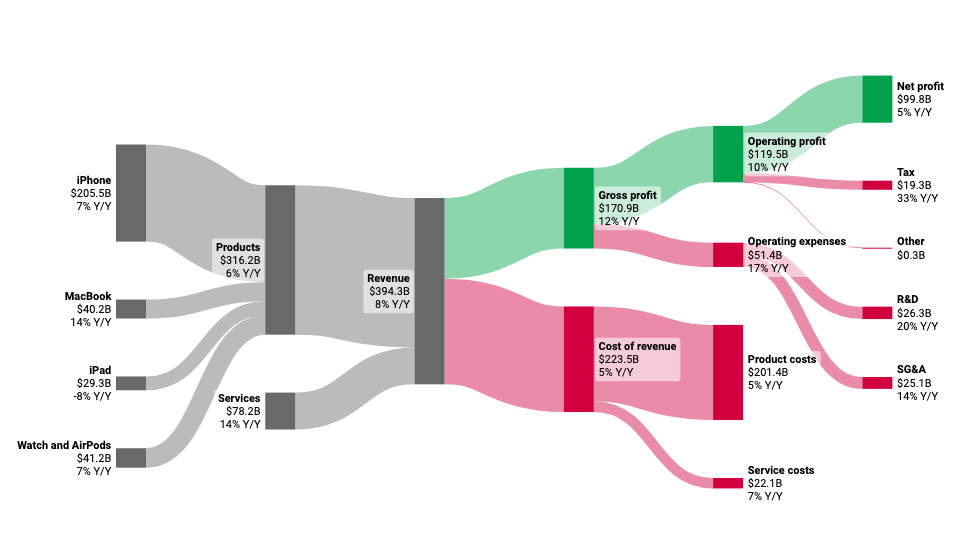 iPhone
$205.5B
7% Y/Y
MacBook
$40.2B
14% Y/Y
iPad
$29.3B
-8% Y/Y
Watch and AirPods
$41.2B
7% Y/Y
Products
$316.2B
6% Y/Y
Services
$78.2B
14% Y/Y
Revenue
$394.3B
8% Y/Y
Gross profit
$170.9B
12% Y/Y
Cost of revenue
$223.5B
5% Y/Y
Operating profit
$119.5B
10% Y/Y
Operating expenses
$51.4B
17% Y/Y
Product costs
$201.4B
5% Y/Y
Service costs
$22.1B
7% Y/Y
Net profit
$99.8B
5% Y/Y
Tax
$19.3B
33% Y/Y
Other
$0.3B
R&D
$26.3B
20% Y/Y
SG&A
$25.1B
14% Y/Y